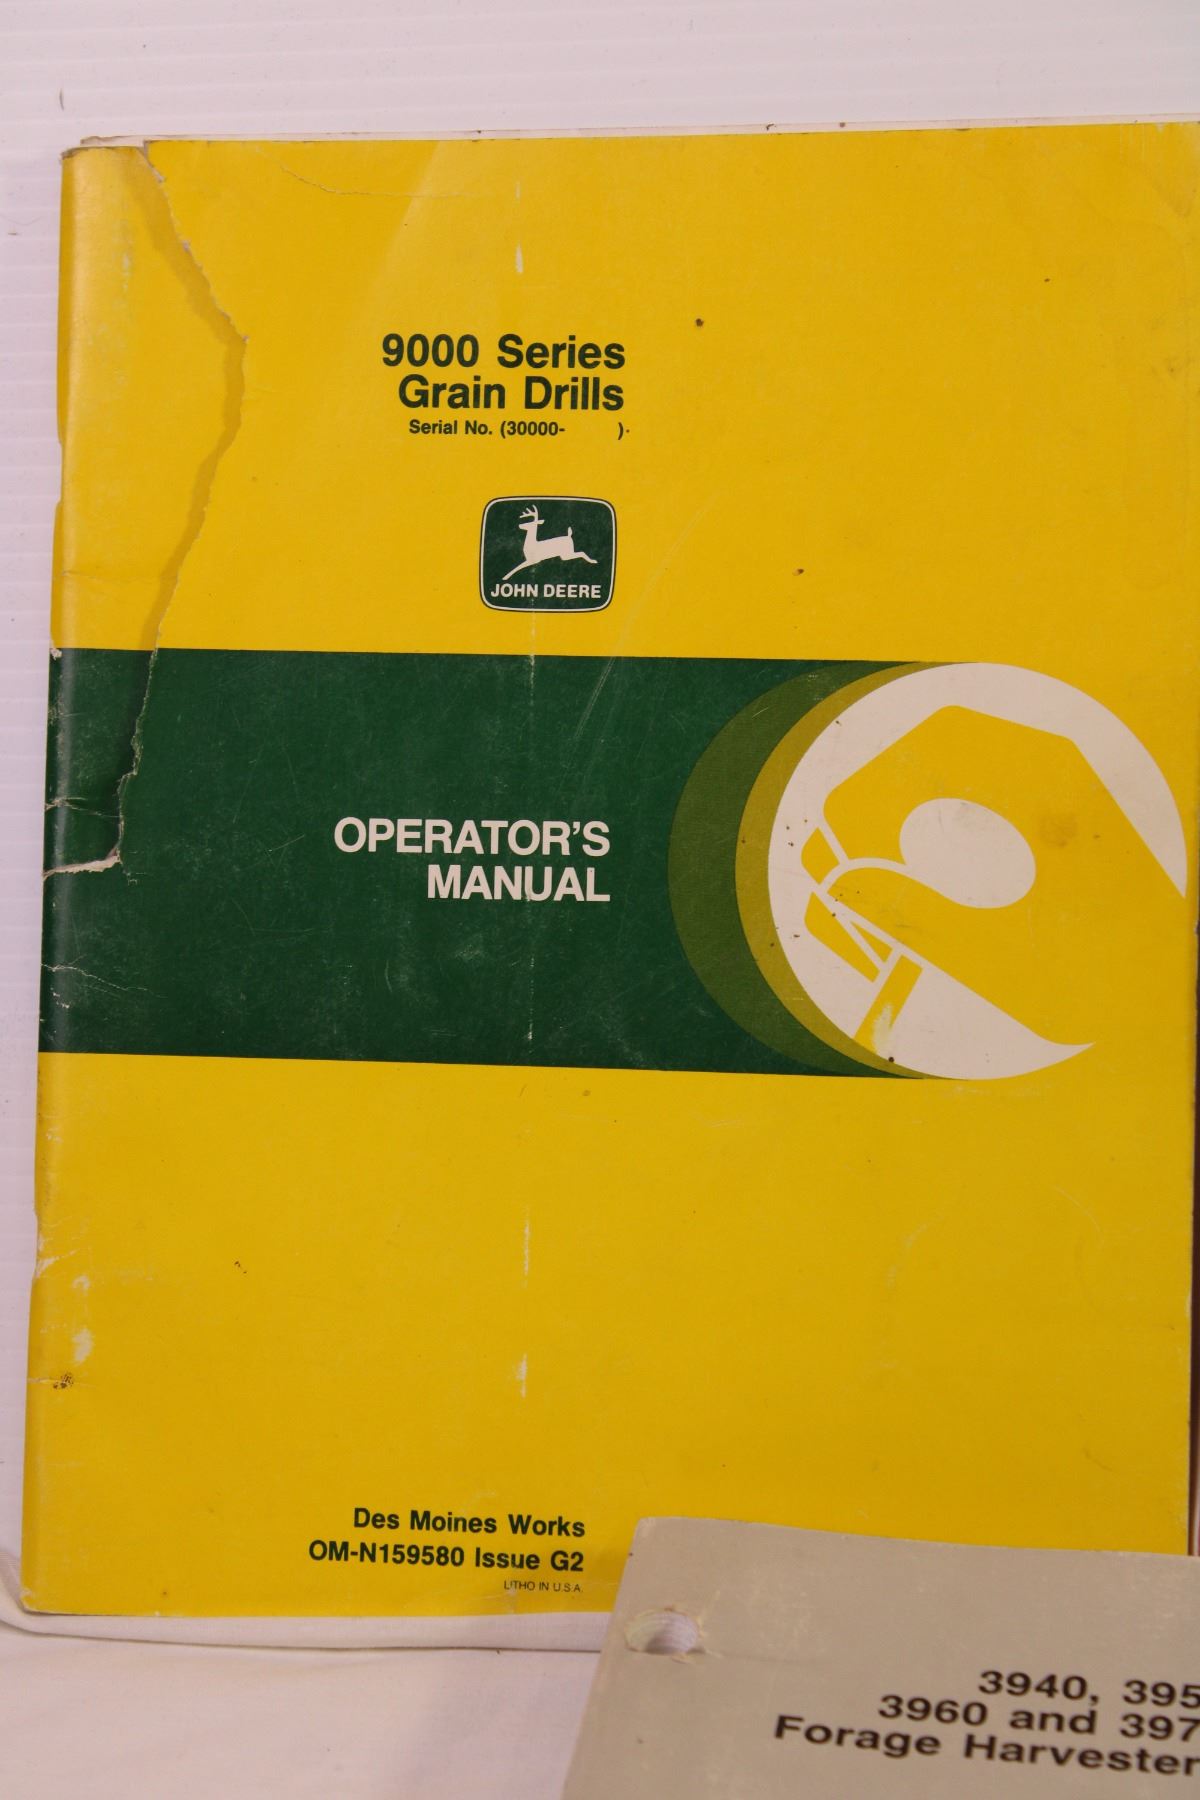 9000 Series
Grain Drills
Serial No. (30000-        )
JOHN DEERE
OPERATOR'S
MANUAL
Des Moines Works
OM-N159580 Issue G2
LITHO IN U.S.A.
3940, 395
3960 and 397
Forage Harvester